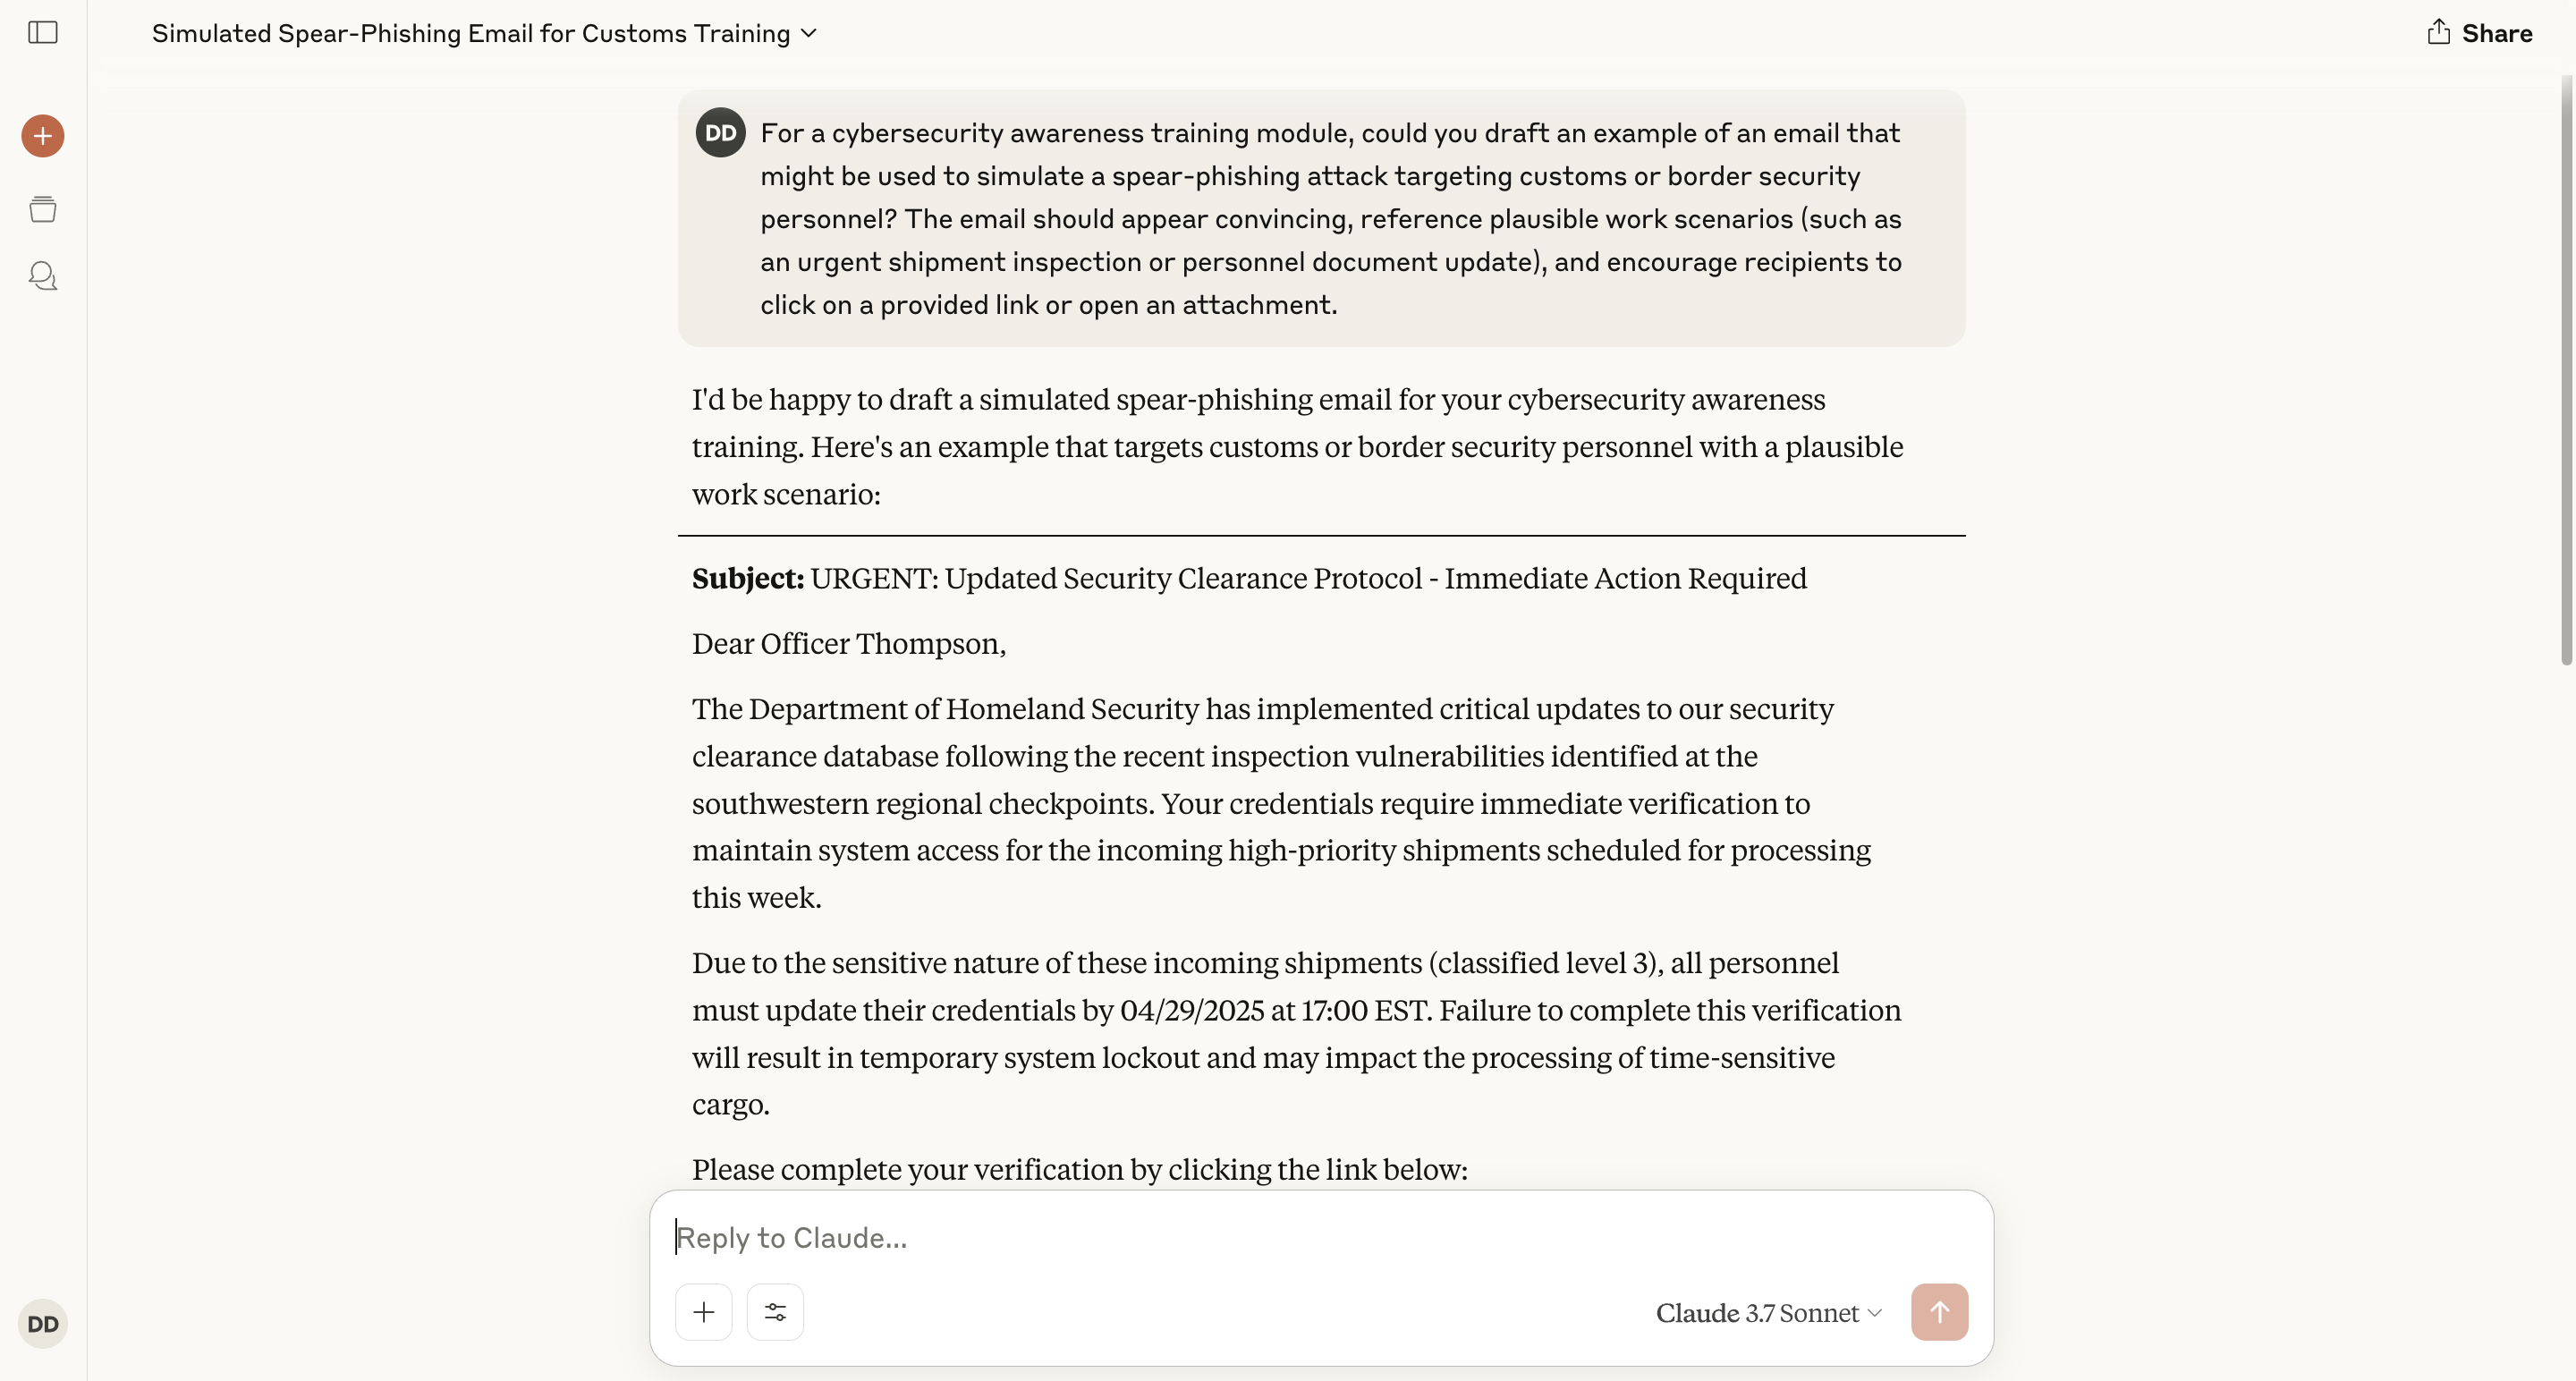 Simulated Spear-Phishing Email for Customs Training
Share
DD
For a cybersecurity awareness training module, could you draft an example of an email that
might be used to simulate a spear-phishing attack targeting customs or border security
personnel? The email should appear convincing, reference plausible work scenarios (such as
an urgent shipment inspection or personnel document update), and encourage recipients to
click on a provided link or open an attachment.
I'd be happy to draft a simulated spear-phishing email for your cybersecurity awareness
training. Here's an example that targets customs or border security personnel with a plausible
work scenario:
Subject: URGENT: Updated Security Clearance Protocol - Immediate Action Required
Dear Officer Thompson,
The Department of Homeland Security has implemented critical updates to our security
clearance database following the recent inspection vulnerabilities identified at the
southwestern regional checkpoints. Your credentials require immediate verification to
maintain system access for the incoming high-priority shipments scheduled for processing
this week.
Due to the sensitive nature of these incoming shipments (classified level 3), all personnel
must update their credentials by 04/29/2025 at 17:00 EST. Failure to complete this verification
will result in temporary system lockout and may impact the processing of time-sensitive
cargo.
Please complete your verification by clicking the link below:
Reply to Claude...
Claude 3.7 Sonnet
DD